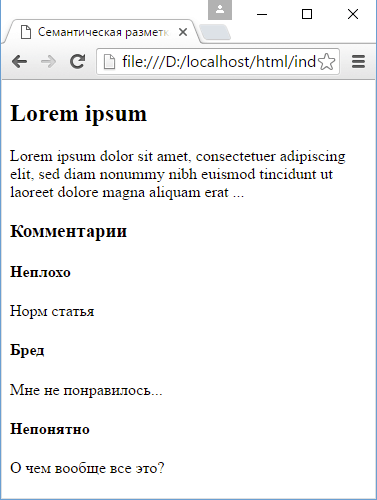 Семантическая размет
file:///D:/localhost/html/ind
Lorem ipsum
Lorem ipsum dolor sit amet, consectetuer adipiscing
elit, sed diam nonummy nibh euismod tincidunt ut
laoreet dolore magna aliquam erat ...
Комментарии
Неплохо
Норм статья
Бред
Мне не понравилось...
Непонятно
О чем вообще все это?